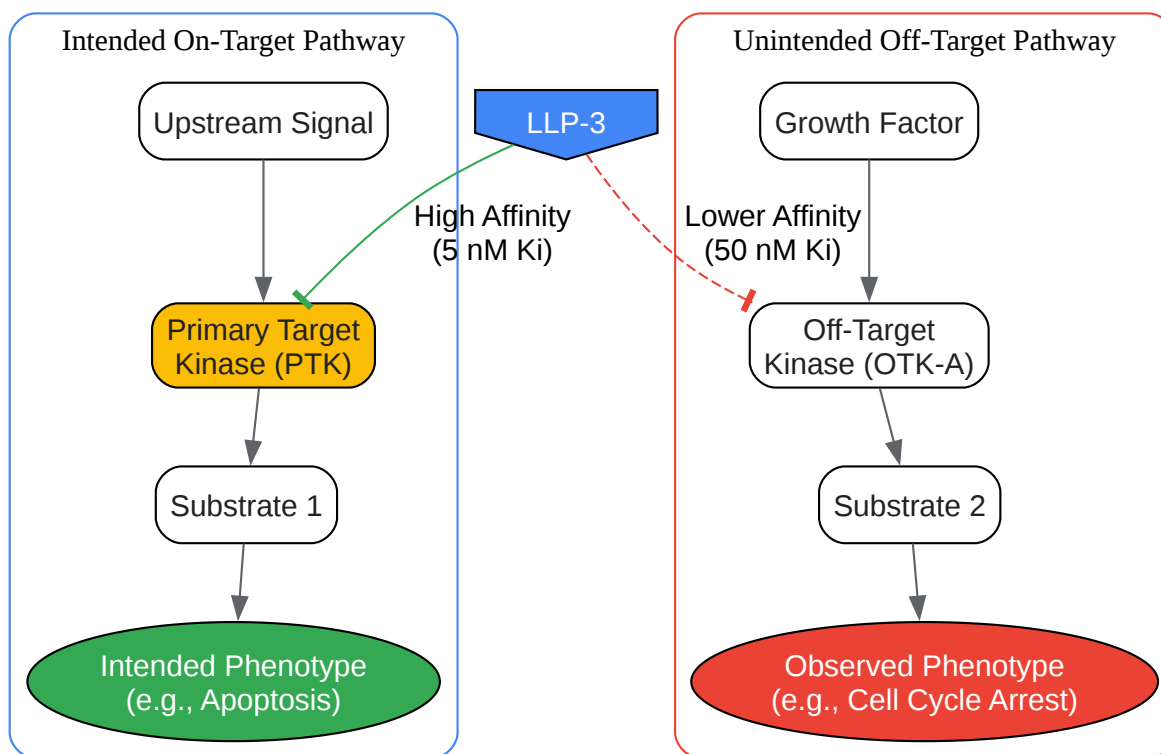 Intended On-Target Pathway
Unintended Off-Target Pathway
Upstream Signal
LLP-3
Growth Factor
High Affinity
(5 nM Ki)
Lower Affinity
(50 nM Ki)
Primary Target
Kinase (PTK)
Off-Target
Kinase (OTK-A)
Substrate 1
Substrate 2
Intended Phenotype
(e.g., Apoptosis)
Observed Phenotype
(e.g., Cell Cycle Arrest)